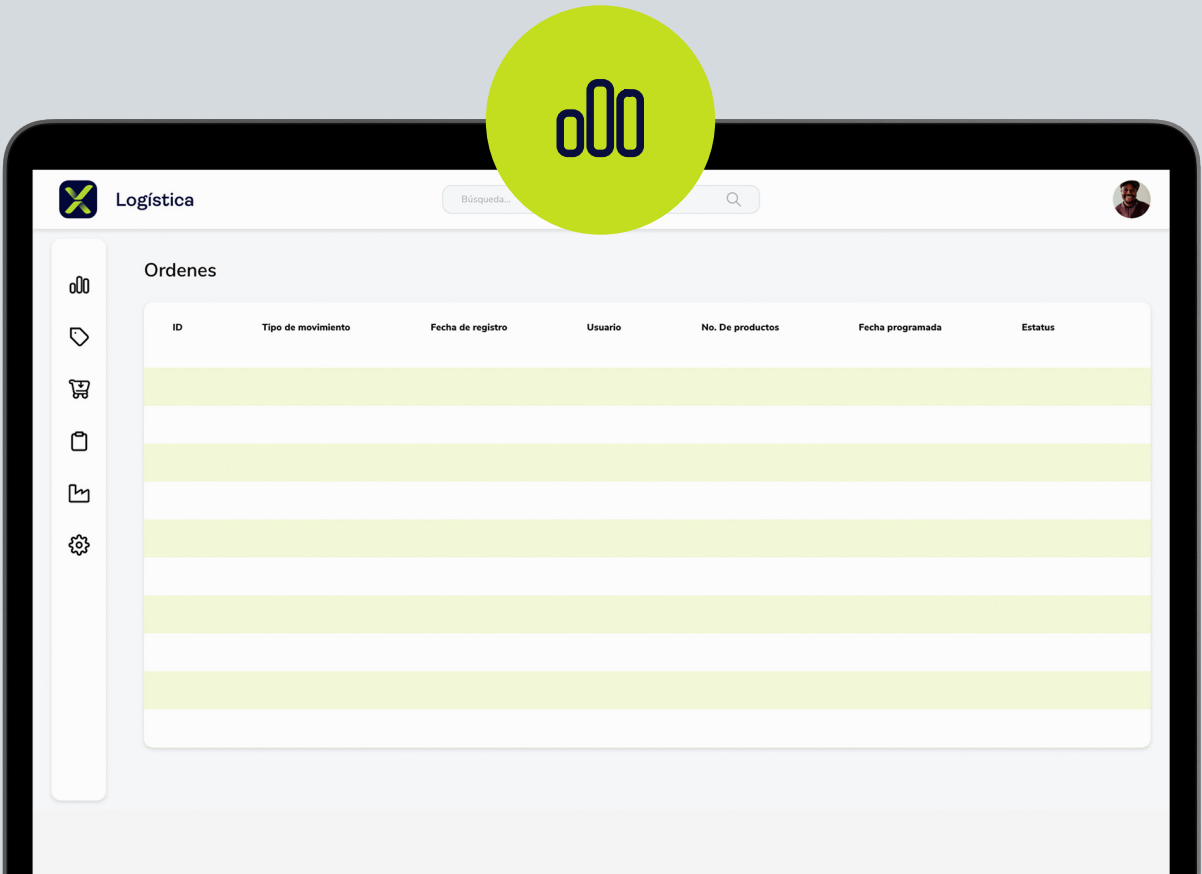 Logística
Búsqueda...
Ordenes
ID Tipo de movimiento Fecha de registro Usuario No. De productos Fecha programada Estatus